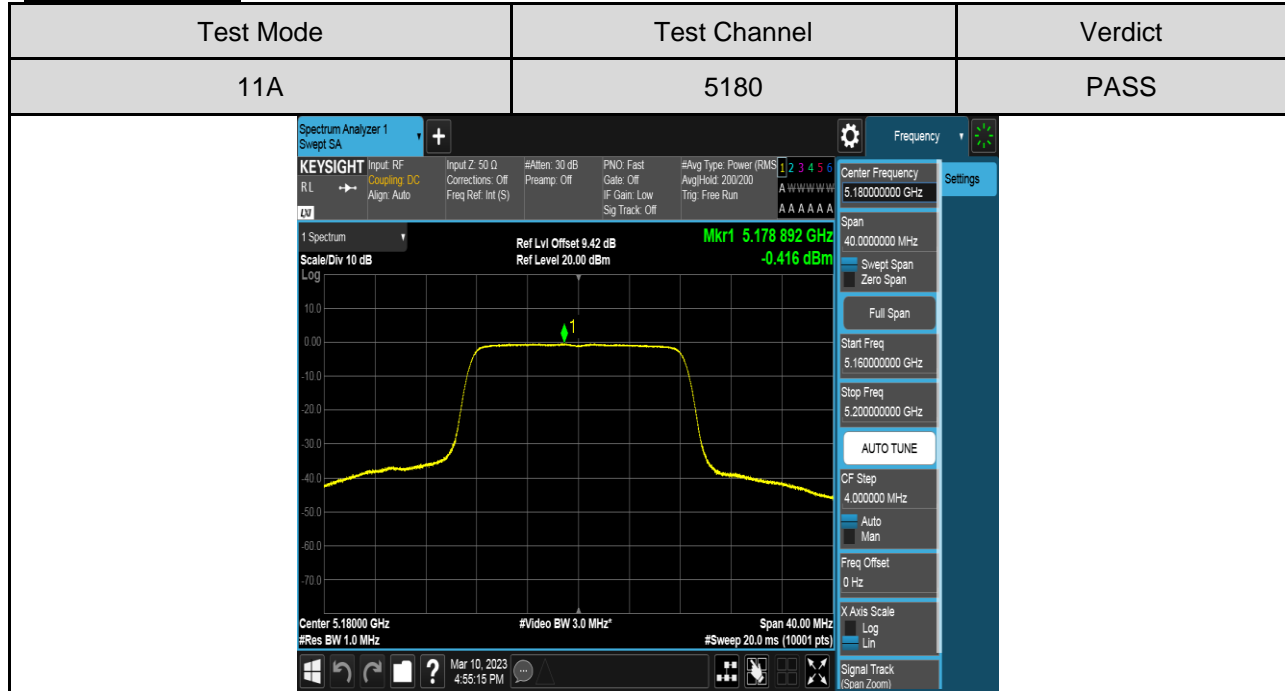 Test Mode Test Channel Verdict
11A 5180 PASS
Spectrum Analyzer 1
Swept SA
+
Frequency
KEYSIGHT Input: RF Input Z: 50 Ω #Atten: 30 dB PNO: Fast #Avg Type: Power (RMS 1 2 3 4 5 6
RL Coupling: DC Corrections: Off Preamp: Off Gate: Off Avg|Hold: 200/200 A W W W W W
Align: Auto Freq Ref: Int (S) IF Gain: Low Trig: Free Run
LXI Sig Track: Off A A A A A A
1 Spectrum
Ref Lvl Offset 9.42 dB Mkr1 5.178 892 GHz
Scale/Div 10 dB Ref Level 20.00 dBm -0.416 dBm
Log
10.0
1
0.00
-10.0
-20.0
-30.0
-40.0
-50.0
-60.0
-70.0
Center 5.18000 GHz #Video BW 3.0 MHz* Span 40.00 MHz
#Res BW 1.0 MHz #Sweep 20.0 ms (10001 pts)
? Mar 10, 2023
4:55:15 PM
Center Frequency
5.180000000 GHz
Settings
Span
40.0000000 MHz
Swept Span
Zero Span
Full Span
Start Freq
5.160000000 GHz
Stop Freq
5.200000000 GHz
AUTO TUNE
CF Step
4.000000 MHz
Auto
Man
Freq Offset
0 Hz
X Axis Scale
Log
Lin
Signal Track
(Span Zoom)